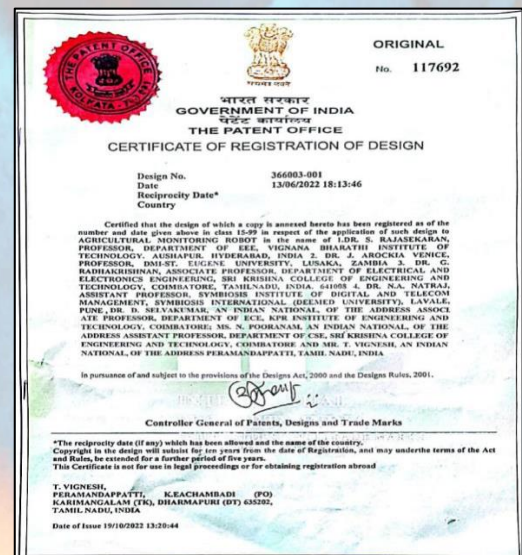 THE PATENT OFFICE
KOLKATA
ORIGINAL
No. 117692
भारत सरकार
GOVERNMENT OF INDIA
पेटेंट कार्यालय
THE PATENT OFFICE
CERTIFICATE OF REGISTRATION OF DESIGN
Design No. 366003-001
Date 13/06/2022 18:13:46
Reciprocity Date*
Country
Certified that the design of which a copy is annexed hereto has been registered as of the
number and date given above in class 15-99 in respect of the application of such design to
AGRICULTURAL MONITORING ROBOT in the name of 1.DR. S. RAJASEKARAN,
PROFESSOR, DEPARTMENT OF EEE, VIGNANA BHARATHI INSTITUTE OF
TECHNOLOGY. AUSHAPUR, HYDERABAD, INDIA 2. DR. J. AROCKIA VENICE,
PROFESSOR, DMI-ST. EUGENE UNIVERSITY, LUSAKA, ZAMBIA 3. DR. G.
RADHAKRISHNAN, ASSOCIATE PROFESSOR, DEPARTMENT OF ELECTRICAL AND
ELECTRONICS ENGINEERING, SRI KRISHNA COLLEGE OF ENGINEERING AND
TECHNOLOGY, COIMBATORE, TAMILNADU, INDIA. 641008 4. DR. N.A. NATRAJ,
ASSISTANT PROFESSOR, SYMBIOSIS INSTITUTE OF DIGITAL AND TELECOM
MANAGEMENT, SYMBIOSIS INTERNATIONAL (DEEMED UNIVERSITY), LAVALE,
PUNE , DR. D. SELVAKUMAR, AN INDIAN NATIONAL, OF THE ADDRESS ASSOCI
ATE PROFESSOR, DEPARTMENT OF ECE, KPR INSTITUTE OF ENGINEERING AND
TECHNOLOGY, COIMBATORE; MS. N. POORANAM, AN INDIAN NATIONAL, OF THE
ADDRESS ASSISTANT PROFESSOR, DEPARTMENT OF CSE, SRI KRISHNA COLLEGE OF
ENGINEERING AND TECHNOLOGY, COIMBATORE AND MR. T. VIGNESH, AN INDIAN
NATIONAL, OF THE ADDRESS PERAMANDAPPATTI, TAMIL NADU, INDIA
In pursuance of and subject to the provisions of the Designs Act, 2000 and the Designs Rules, 2001.
Controller General of Patents, Designs and Trade Marks
*The reciprocity date (if any) which has been allowed and the name of the country.
Copyright in the design will subsist for ten years from the date of Registration, and may underthe terms of the Act
and Rules, be extended for a further period of five years.
This Certificate is not for use in legal proceedings or for obtaining registration abroad
T. VIGNESH,
PERAMANDAPPATTI, K.EACHAMBADI (PO)
KARIMANGALAM (TK), DHARMAPURI (DT) 635202,
TAMIL NADU, INDIA
Date of Issue 19/10/2022 13:20:44